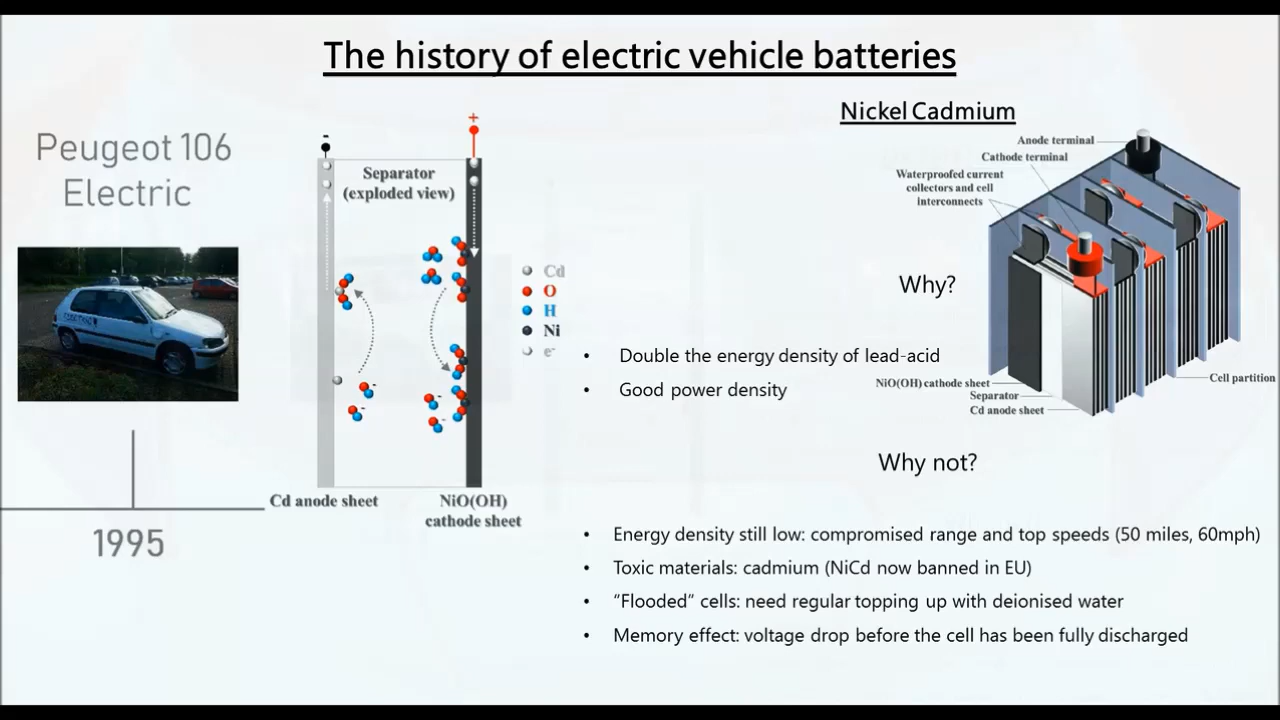 The history of electric vehicle batteries
Peugeot 106
Electric
1995
-
+
Separator
(exploded view)
Cd
O
H
Ni
e-
-
-
-
-
Cd anode sheet
NiO(OH)
cathode sheet
Nickel Cadmium
Anode terminal
Cathode terminal
Waterproofed current
collectors and cell
interconnects
NiO(OH) cathode sheet
Separator
Cd anode sheet
Cell partition
Why?
• Double the energy density of lead-acid
• Good power density
Why not?
• Energy density still low: compromised range and top speeds (50 miles, 60mph)
• Toxic materials: cadmium (NiCd now banned in EU)
• "Flooded" cells: need regular topping up with deionised water
• Memory effect: voltage drop before the cell has been fully discharged